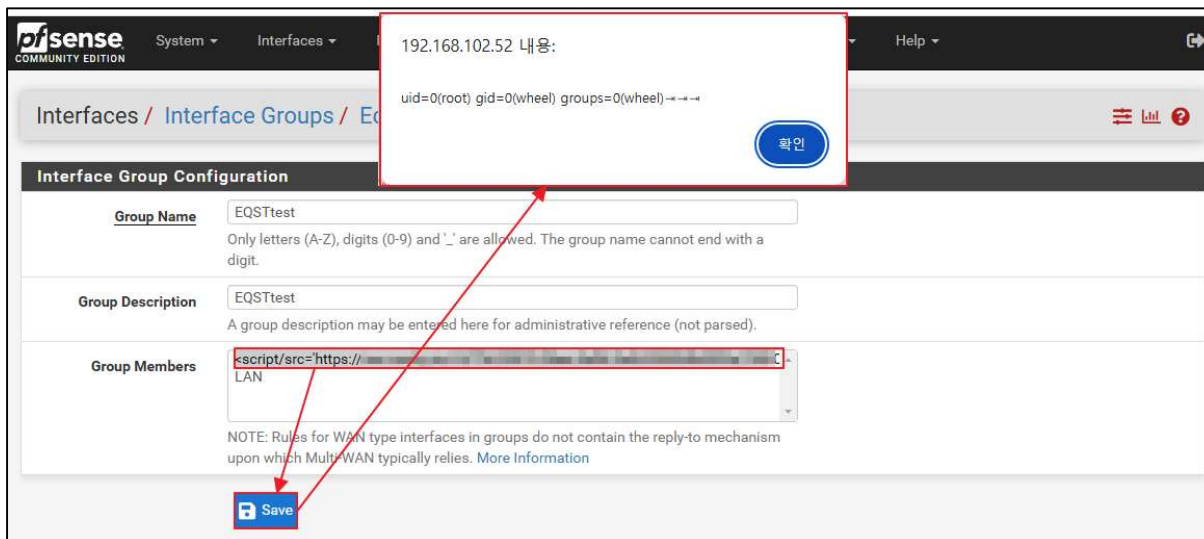 pfsense
COMMUNITY EDITION
System
Interfaces
Help
192.168.102.52 내용:
uid=0(root) gid=0(wheel) groups=0(wheel)⇥⇥⇥
확인
Interfaces / Interface Groups /
Interface Group Configuration
Group Name
EQSTtest
Only letters (A-Z), digits (0-9) and '_' are allowed. The group name cannot end with a
digit.
Group Description
EQSTtest
A group description may be entered here for administrative reference (not parsed).
Group Members
<script/src='https://
LAN
NOTE: Rules for WAN type interfaces in groups do not contain the reply-to mechanism
upon which Multi-WAN typically relies. More Information
Save